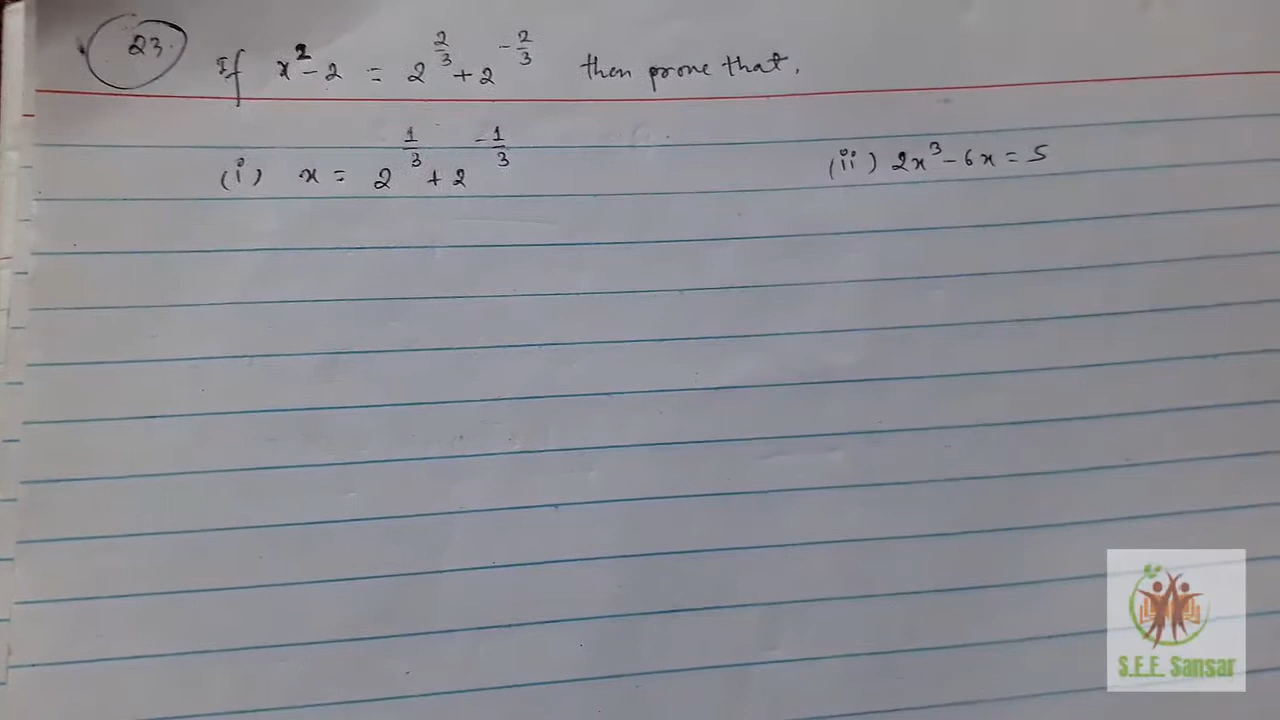 23. If x² - 2 = 2^{2/3} + 2^{-2/3} then prove that,
(i) x = 2^{1/3} + 2^{-1/3} (ii) 2x³ - 6x = 5
S.E.E. Sansar